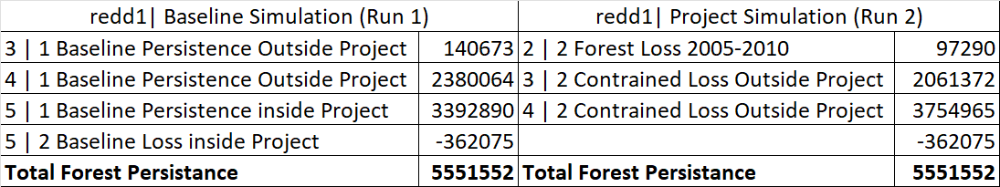 redd1| Baseline Simulation (Run 1) redd1| Project Simulation (Run 2)
3 | 1 Baseline Persistence Outside Project 140673 2 | 2 Forest Loss 2005-2010 97290
4 | 1 Baseline Persistence Outside Project 2380064 3 | 2 Contrained Loss Outside Project 2061372
5 | 1 Baseline Persistence inside Project 3392890 4 | 2 Contrained Loss Outside Project 3754965
5 | 2 Baseline Loss inside Project -362075 -362075
Total Forest Persistance 5551552 Total Forest Persistance 5551552